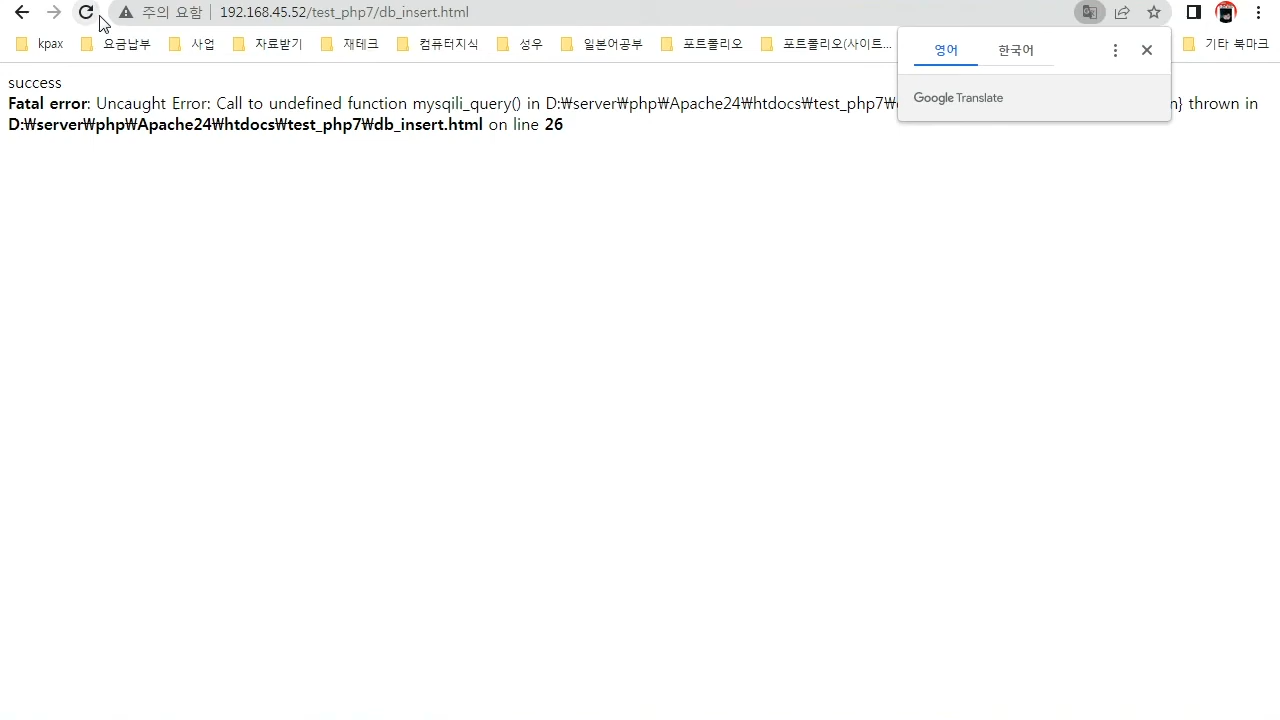 주의 요함 192.168.45.52/test_php7/db_insert.html
kpax 요금납부 사업 자료받기 재테크 컴퓨터지식 성우 일본어공부 포트폴리오 포트폴리오(사이트... 기타 북마크
영어 한국어
Google Translate
success
Fatal error: Uncaught Error: Call to undefined function mysqili_query() in D:₩server₩php₩Apache24₩htdocs₩test_php7₩ } thrown in
D:₩server₩php₩Apache24₩htdocs₩test_php7₩db_insert.html on line 26